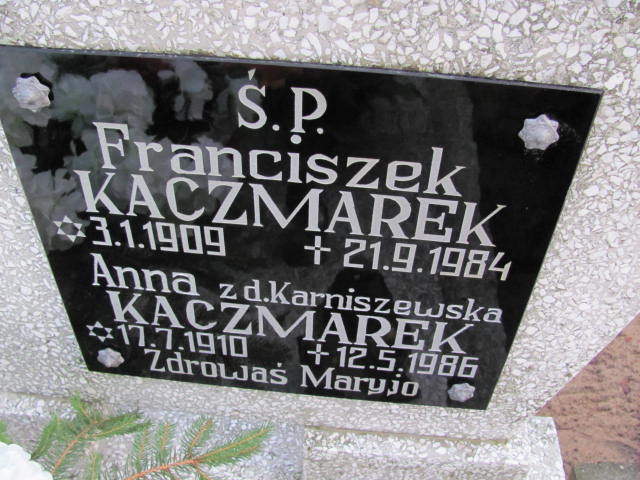 Ś.P.
Franciszek
KACZMAREK
✡ 3.1.1909 + 21.9.1984
Anna z d.Karniszewska
KACZMAREK
✡ 17.7.1910 + 12.5.1986
Zdrowaś Maryjo